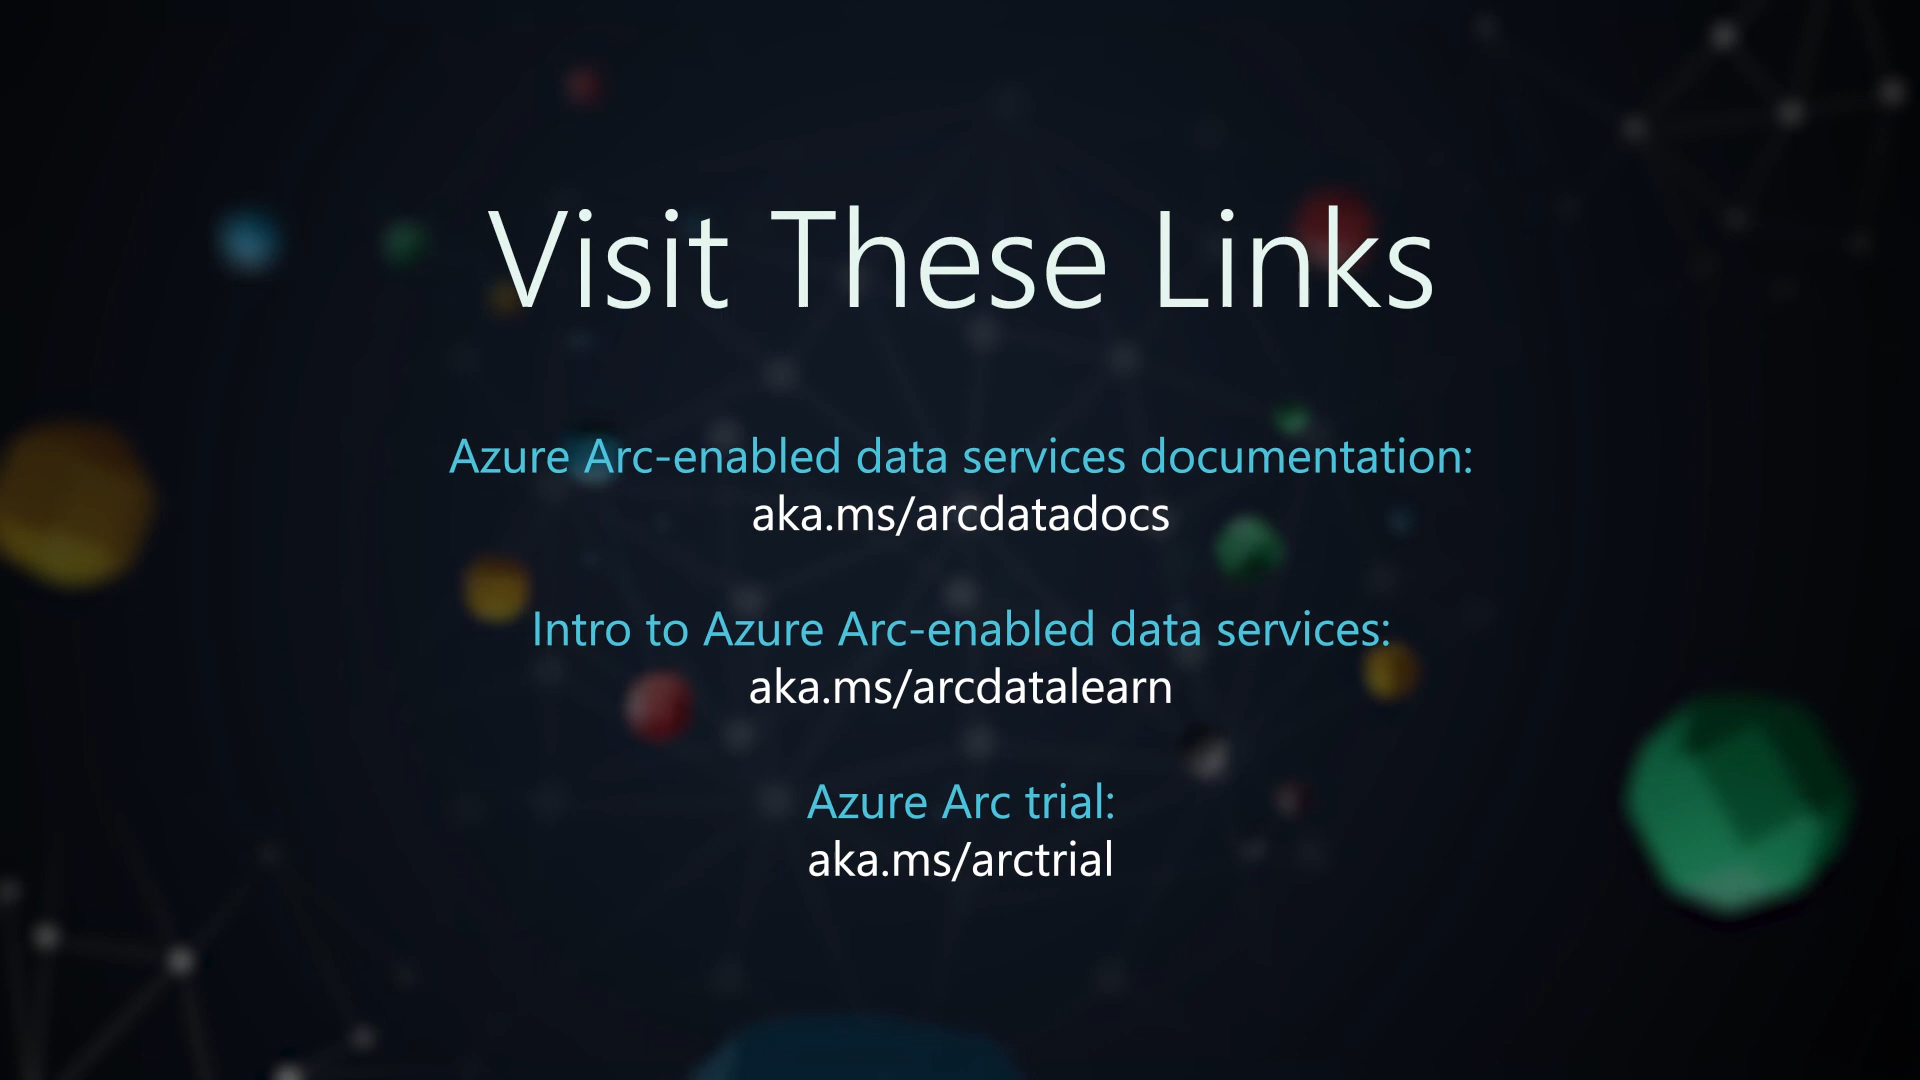 Visit These Links
Azure Arc-enabled data services documentation:
aka.ms/arcdatadocs
Intro to Azure Arc-enabled data services:
aka.ms/arcdatalearn
Azure Arc trial:
aka.ms/arctrial